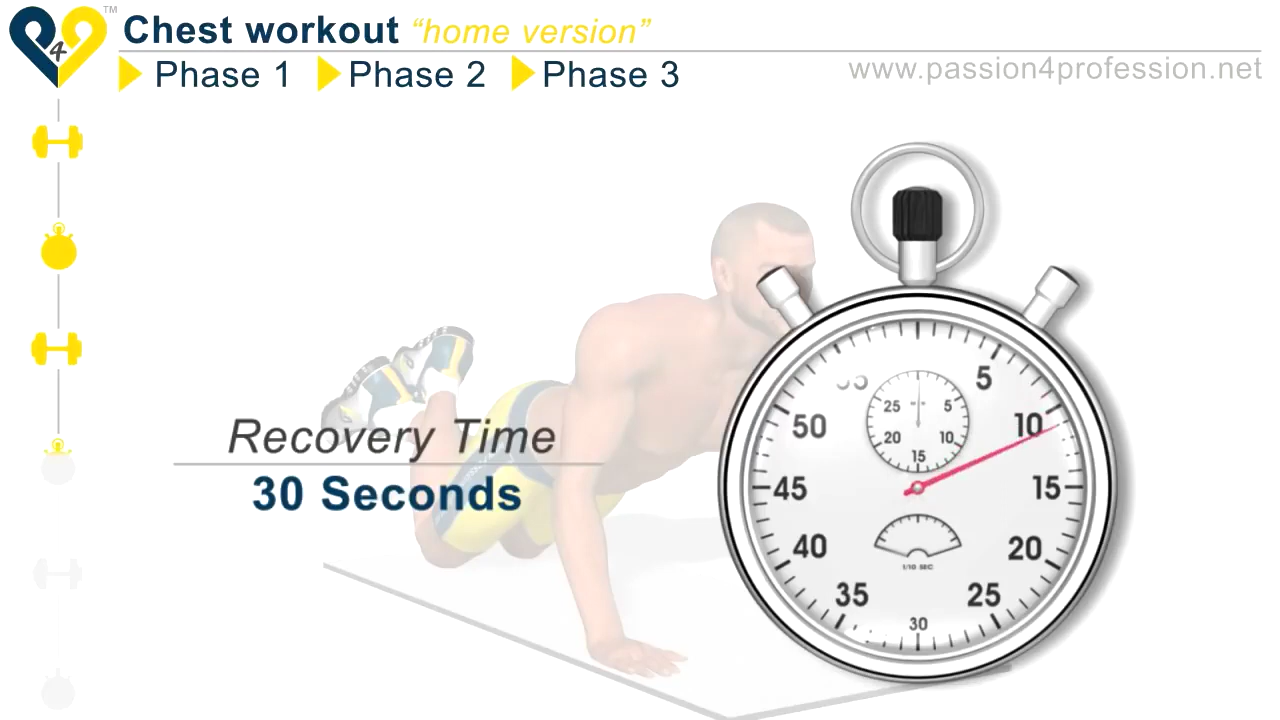 P4P™
Chest workout "home version"
Phase 1 Phase 2 Phase 3
www.passion4profession.net
Recovery Time
30 Seconds
5
10
15
20
25
30
35
40
45
50
5
10
15
20
25
1/10 SEC